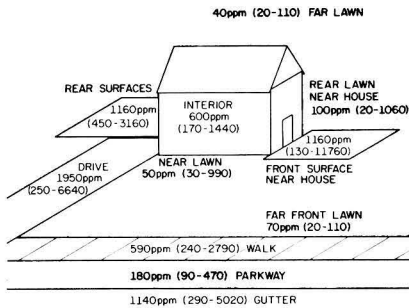 40ppm (20-110) FAR LAWN
REAR SURFACES
1160ppm
(450-3160)
INTERIOR
600ppm
(170-1440)
REAR LAWN
NEAR HOUSE
100ppm (20-1060)
DRIVE
1950ppm
(250-6640)
NEAR LAWN
50ppm (30-990)
1160ppm
(130-11760)
FRONT SURFACE
NEAR HOUSE
FAR FRONT LAWN
70ppm (20-110)
590ppm (240-2790) WALK
180ppm (90-470) PARKWAY
1140ppm (290-5020) GUTTER